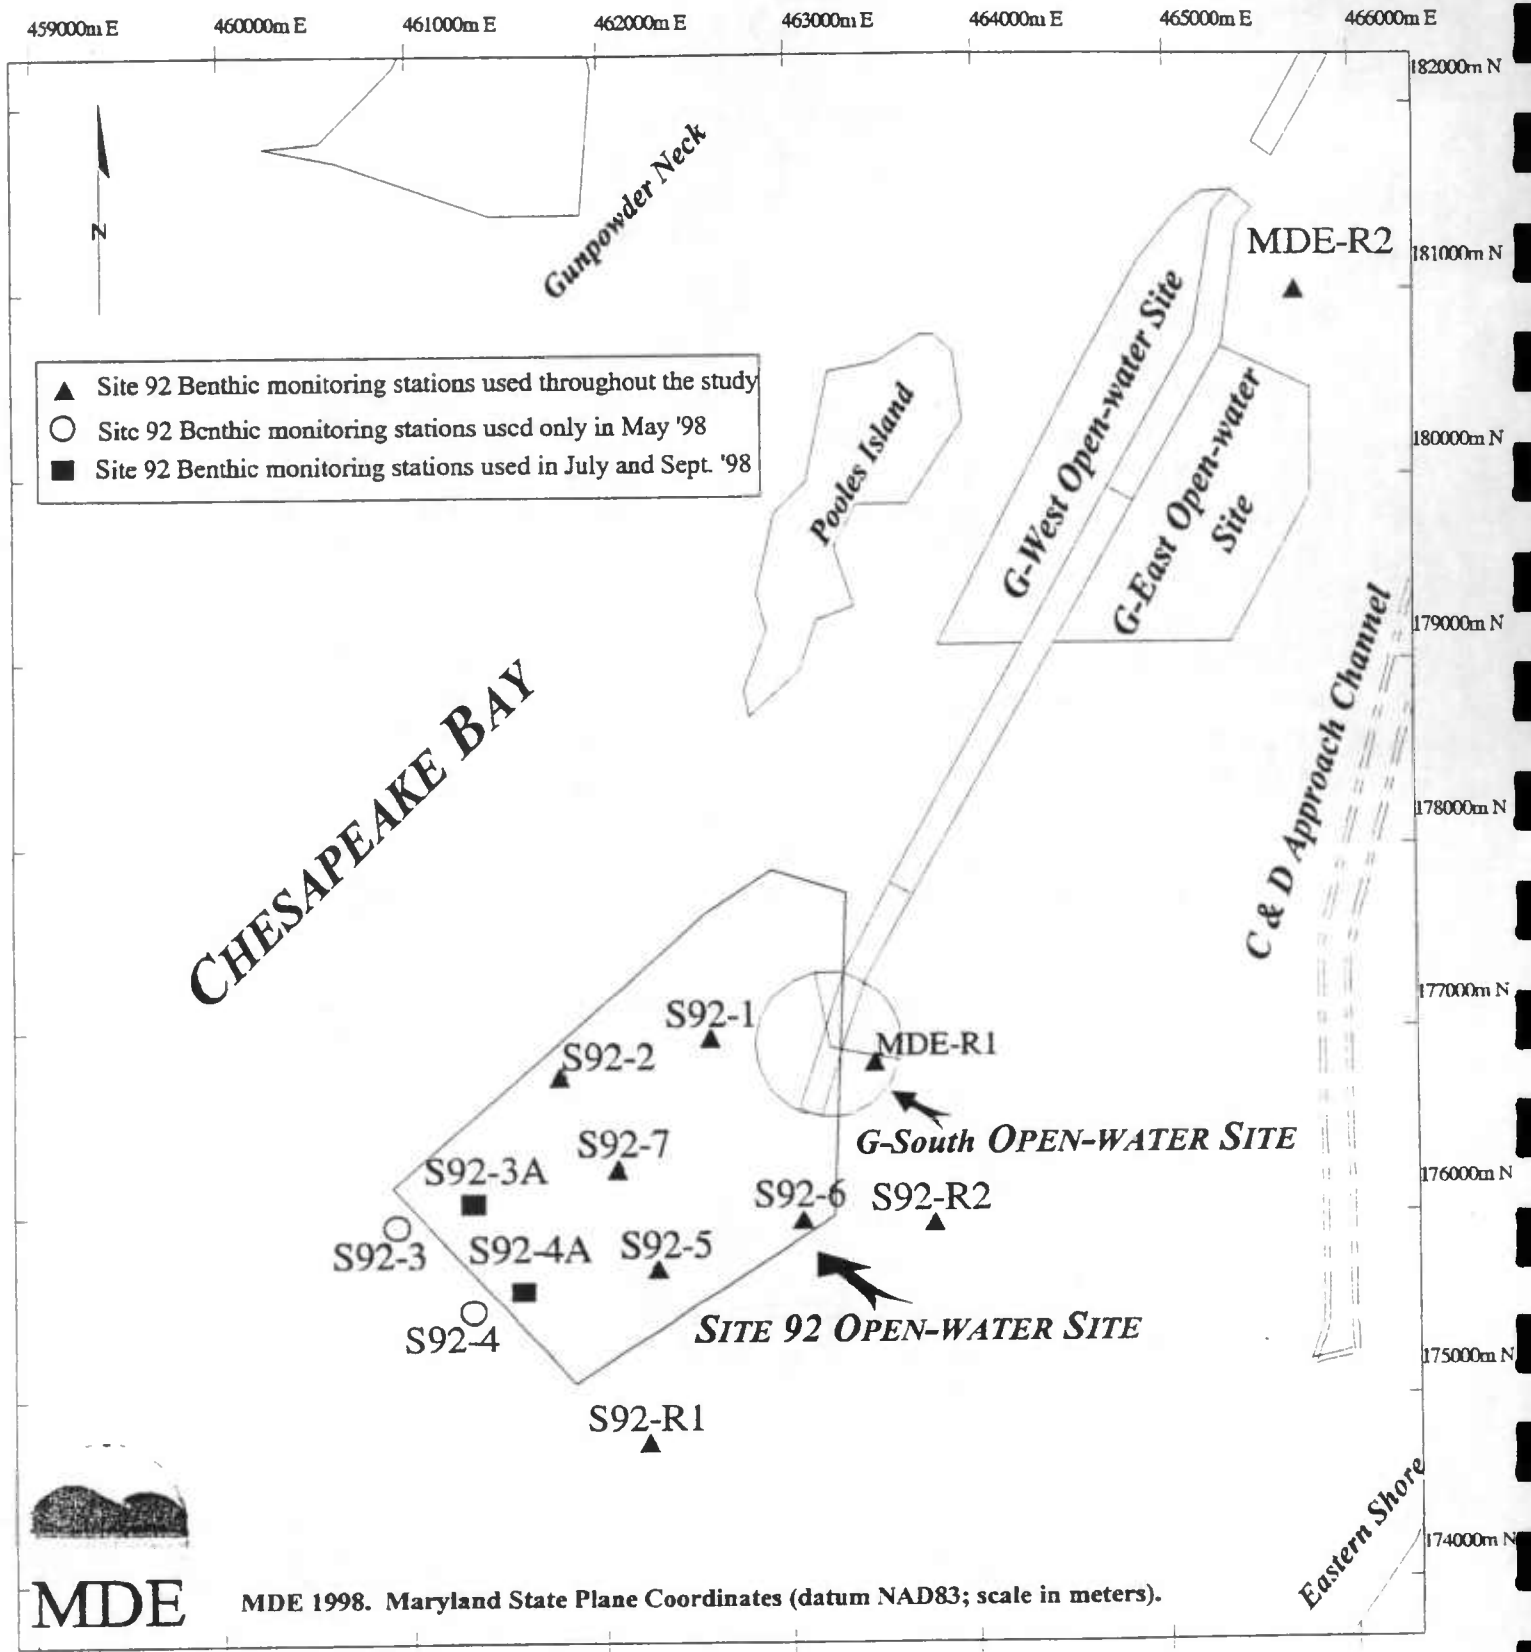 459000m E 460000m E 461000m E 462000m E 463000m E 464000m E 465000m E 466000m E
182000m N
Gunpowder Neck
N
MDE-R2
181000m N
▲ Site 92 Benthic monitoring stations used throughout the study
○ Site 92 Benthic monitoring stations used only in May '98
■ Site 92 Benthic monitoring stations used in July and Sept. '98
Pooles Island
G-West Open-water Site
G-East Open-water
Site
180000m N
179000m N
C & D Approach Channel
CHESAPEAKE BAY
178000m N
177000m N
S92-1
MDE-R1
S92-2
G-South OPEN-WATER SITE
S92-7
S92-3A
176000m N
S92-6
S92-R2
S92-3
S92-4A
S92-5
SITE 92 OPEN-WATER SITE
S92-4
175000m N
S92-R1
Eastern Shore
174000m N
MDE
MDE 1998. Maryland State Plane Coordinates (datum NAD83; scale in meters).